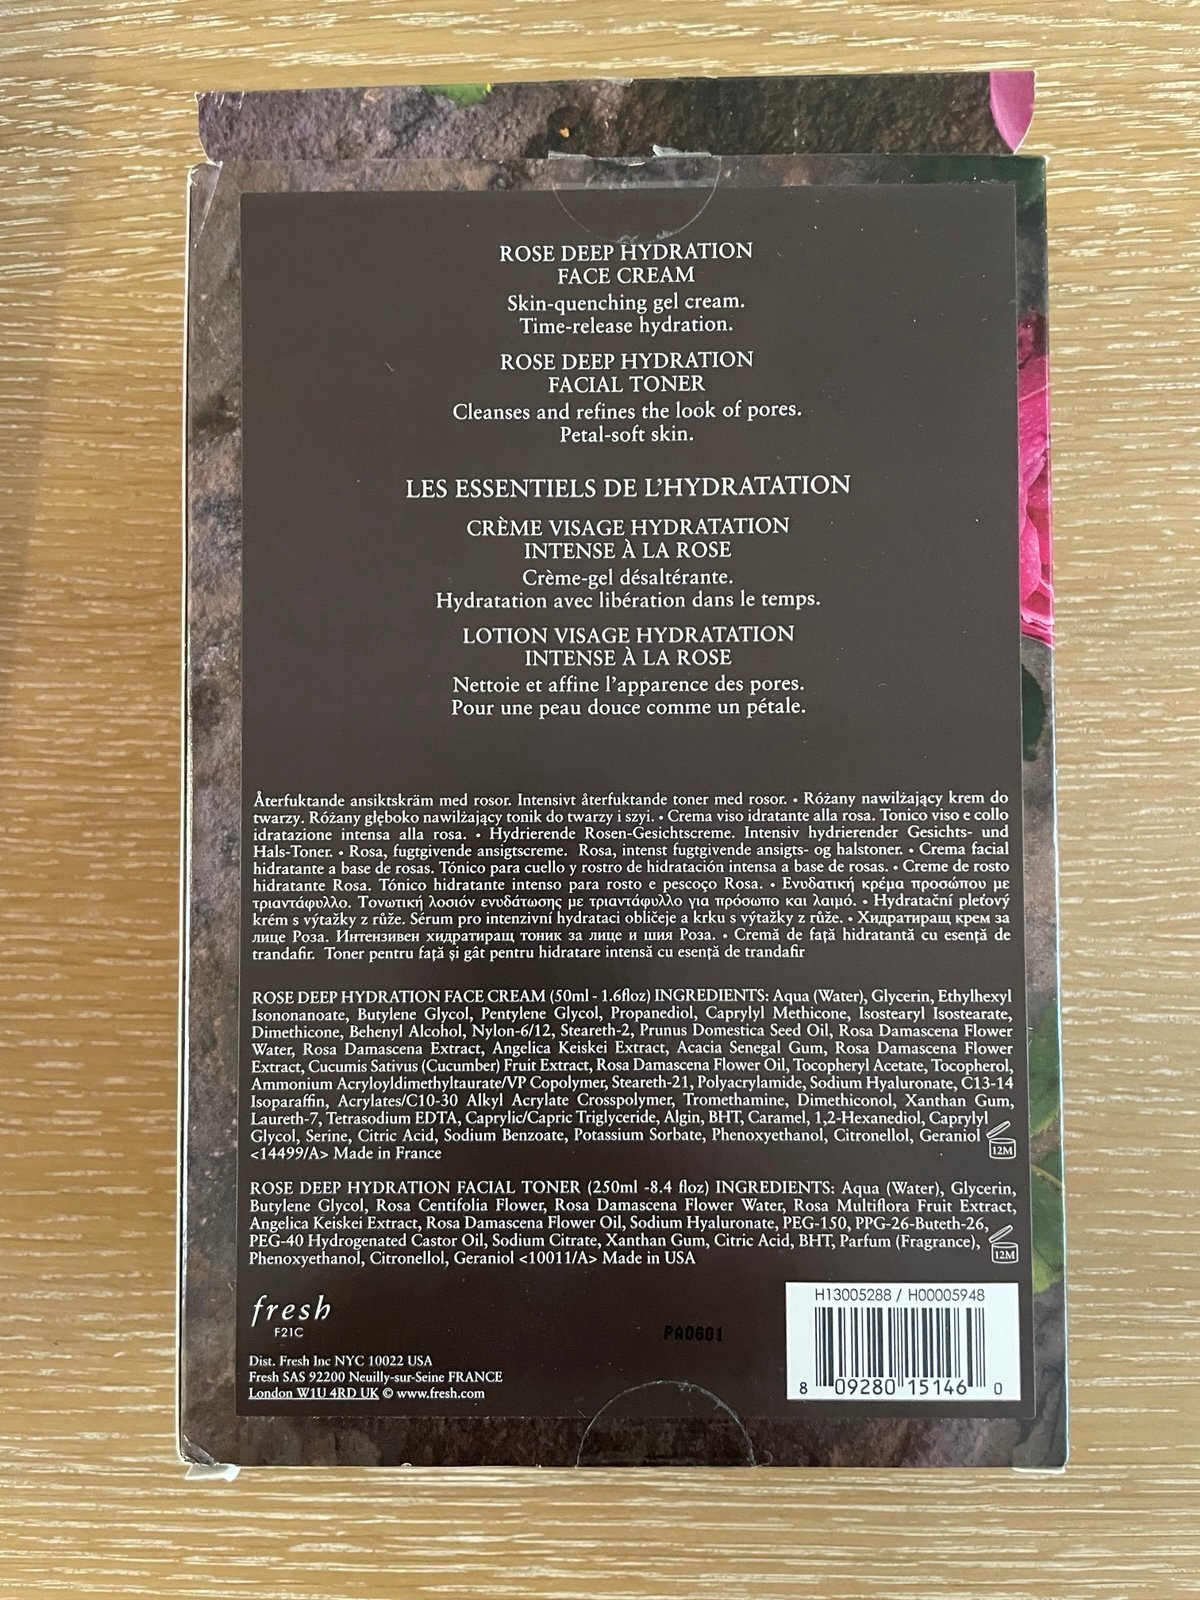 ROSE DEEP HYDRATION
FACE CREAM
Skin-quenching gel cream.
Time-release hydration.
ROSE DEEP HYDRATION
FACIAL TONER
Cleanses and refines the look of pores.
Petal-soft skin.
LES ESSENTIELS DE L'HYDRATATION
CRÈME VISAGE HYDRATATION
INTENSE À LA ROSE
Crème-gel désaltérante.
Hydratation avec libération dans le temps.
LOTION VISAGE HYDRATATION
INTENSE À LA ROSE
Nettoie et affine l'apparence des pores.
Pour une peau douce comme un pétale.
Återfuktande ansiktskräm med rosor. Intensivt återfuktande toner med rosor. • Różany nawilżający krem do
twarzy. Różany głęboko nawilżający tonik do twarzy i szyi. • Crema viso idratante alla rosa. Tonico viso e collo
idratazione intensa alla rosa. • Hydrierende Rosen-Gesichtscreme. Intensiv hydrierender Gesichts- und
Hals-Toner. • Rosa, fugtgivende ansigtscreme. Rosa, intenst fugtgivende ansigts- og halstoner. • Crema facial
hidratante a base de rosas. Tónico para cuello y rostro de hidratación intensa a base de rosas. • Creme de rosto
hidratante Rosa. Tónico hidratante intenso para rosto e pescoço Rosa. • Ενυδατική κρέμα προσώπου με
τριαντάφυλλο. Τονωτική λοσιόν ενυδάτωσης με τριαντάφυλλο για πρόσωπο και λαιμό. • Hydratační pleťový
krém s výtažky z růže. Sérum pro intenzivní hydrataci obličeje a krku s výtažky z růže. • Хидратиращ крем за
лице Роза. Интензивен хидратиращ тоник за лице и шия Роза. • Cremă de față hidratantă cu esență de
trandafir. Toner pentru față și gât pentru hidratare intensă cu esență de trandafir
ROSE DEEP HYDRATION FACE CREAM (50ml - 1.6floz) INGREDIENTS: Aqua (Water), Glycerin, Ethylhexyl
Isononanoate, Butylene Glycol, Pentylene Glycol, Propanediol, Caprylyl Methicone, Isostearyl Isostearate,
Dimethicone, Behenyl Alcohol, Nylon-6/12, Steareth-2, Prunus Domestica Seed Oil, Rosa Damascena Flower
Water, Rosa Damascena Extract, Angelica Keiskei Extract, Acacia Senegal Gum, Rosa Damascena Flower
Extract, Cucumis Sativus (Cucumber) Fruit Extract, Rosa Damascena Flower Oil, Tocopheryl Acetate, Tocopherol,
Ammonium Acryloyldimethyltaurate/VP Copolymer, Steareth-21, Polyacrylamide, Sodium Hyaluronate, C13-14
Isoparaffin, Acrylates/C10-30 Alkyl Acrylate Crosspolymer, Tromethamine, Dimethiconol, Xanthan Gum,
Laureth-7, Tetrasodium EDTA, Caprylic/Capric Triglyceride, Algin, BHT, Caramel, 1,2-Hexanediol, Caprylyl
Glycol, Serine, Citric Acid, Sodium Benzoate, Potassium Sorbate, Phenoxyethanol, Citronellol, Geraniol
<14499/A> Made in France
12M
ROSE DEEP HYDRATION FACIAL TONER (250ml -8.4 floz) INGREDIENTS: Aqua (Water), Glycerin,
Butylene Glycol, Rosa Centifolia Flower, Rosa Damascena Flower Water, Rosa Multiflora Fruit Extract,
Angelica Keiskei Extract, Rosa Damascena Flower Oil, Sodium Hyaluronate, PEG-150, PPG-26-Buteth-26,
PEG-40 Hydrogenated Castor Oil, Sodium Citrate, Xanthan Gum, Citric Acid, BHT, Parfum (Fragrance),
Phenoxyethanol, Citronellol, Geraniol <10011/A> Made in USA
12M
fresh
F21C
PA0601
Dist. Fresh Inc NYC 10022 USA
Fresh SAS 92200 Neuilly-sur-Seine FRANCE
London W1U 4RD UK © www.fresh.com
H13005288 / H00005948
8 09280 15146 0